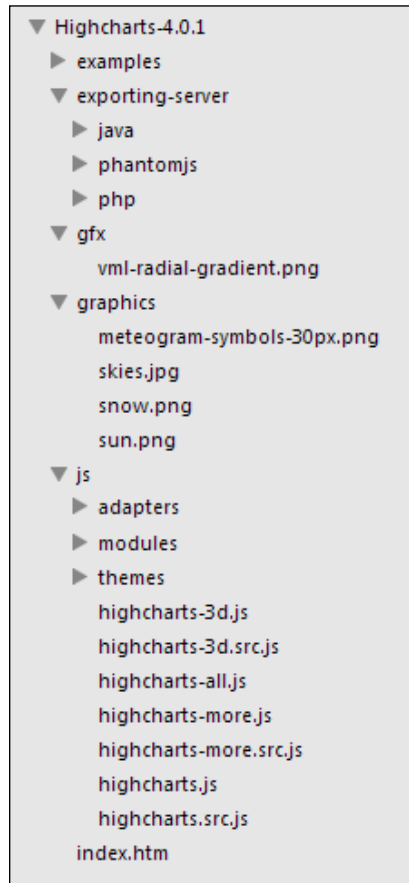 Highcharts-4.0.1
examples
exporting-server
java
phantomjs
php
gfx
vml-radial-gradient.png
graphics
meteogram-symbols-30px.png
skies.jpg
snow.png
sun.png
js
adapters
modules
themes
highcharts-3d.js
highcharts-3d.src.js
highcharts-all.js
highcharts-more.js
highcharts-more.src.js
highcharts.js
highcharts.src.js
index.htm